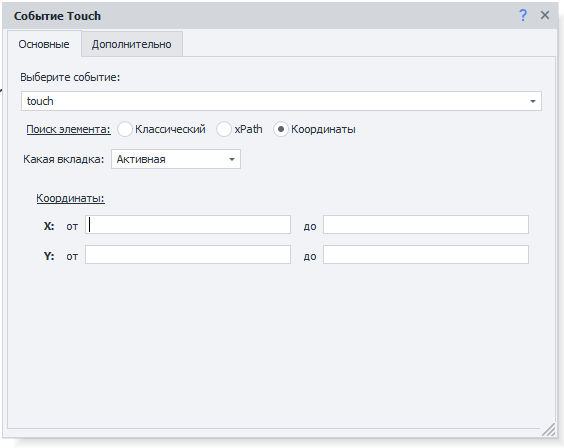 Событие Touch ? ×
Основные Дополнительно
Выберите событие:
touch
Поиск элемента: Классический xPath Координаты
Какая вкладка: Активная
Координаты:
X: от до
Y: от до